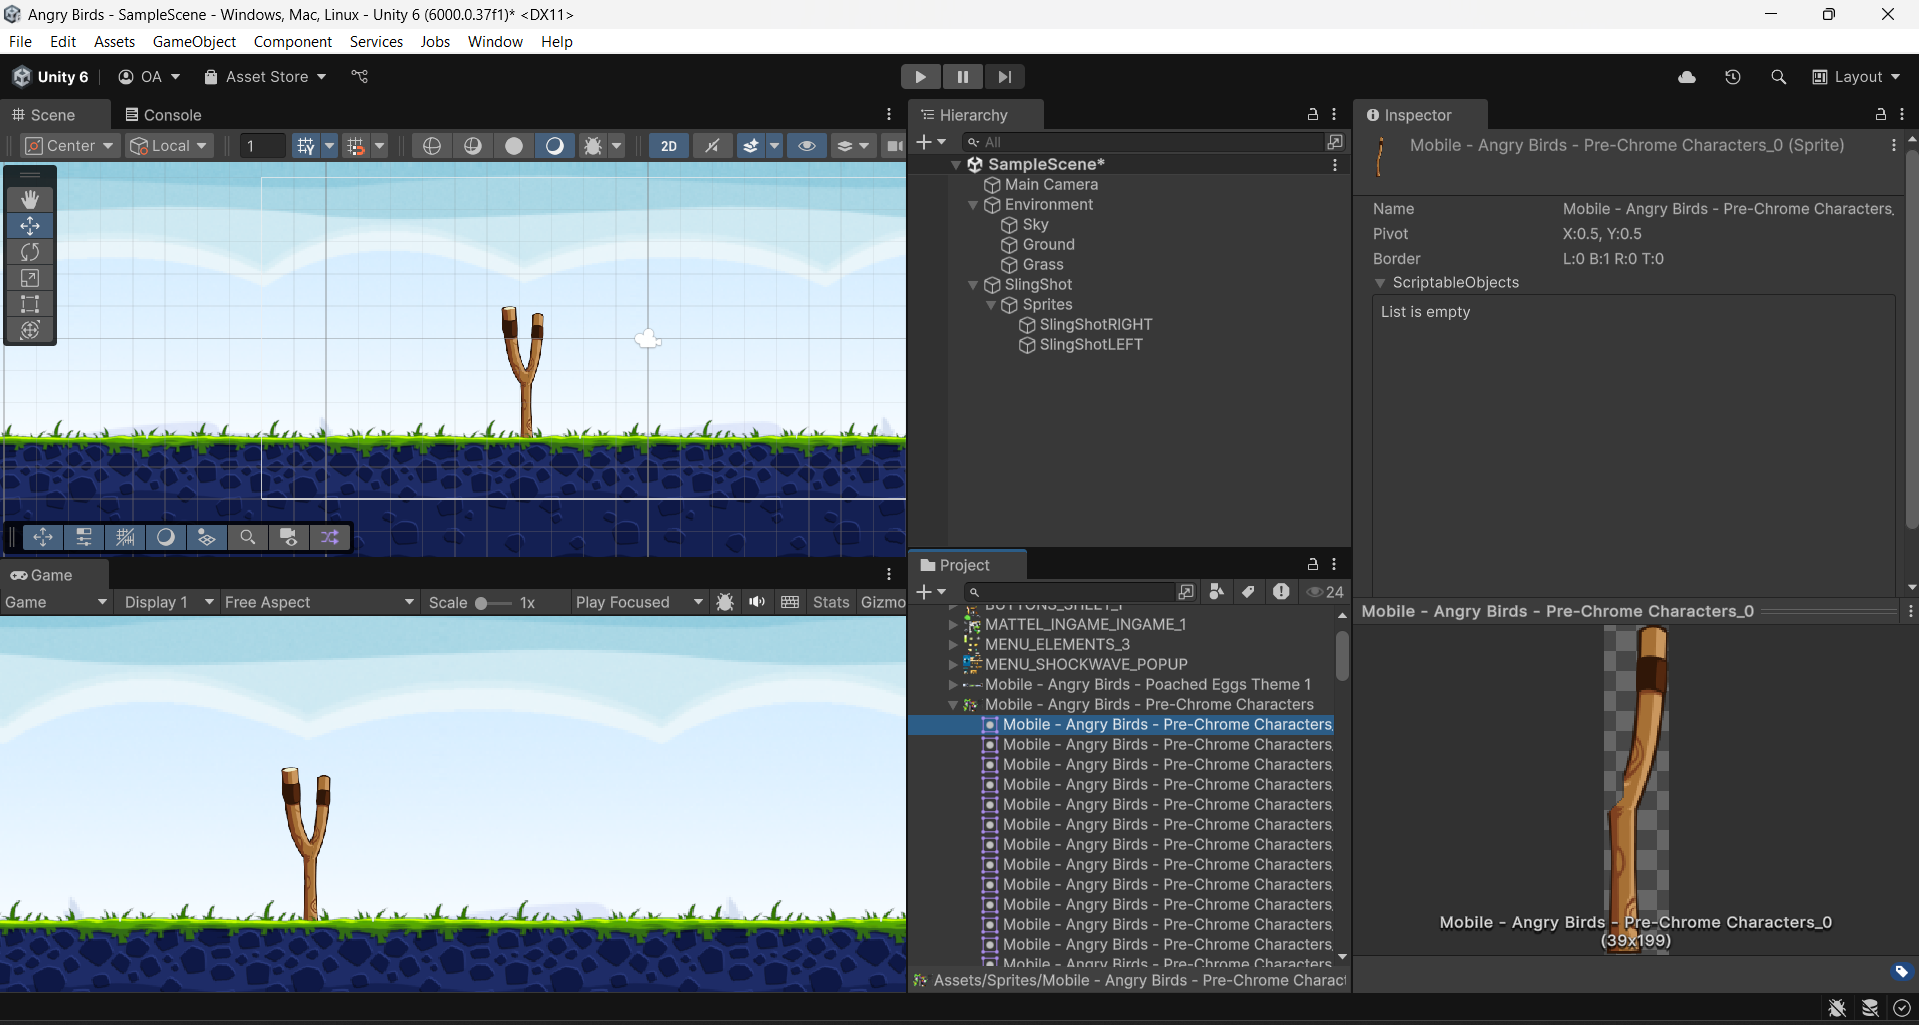 Angry Birds - SampleScene - Windows, Mac, Linux - Unity 6 (6000.0.37f1)* <DX11>
File Edit Assets GameObject Component Services Jobs Window Help
Unity 6 OA Asset Store Layout
Scene Console
Center Local 1 2D
Hierarchy
All
SampleScene*
Main Camera
Environment
Sky
Ground
Grass
SlingShot
Sprites
SlingShotRIGHT
SlingShotLEFT
Inspector
Mobile - Angry Birds - Pre-Chrome Characters_0 (Sprite)
Name Mobile - Angry Birds - Pre-Chrome Characters.
Pivot X:0.5, Y:0.5
Border L:0 B:1 R:0 T:0
ScriptableObjects
List is empty
Game
Game Display 1 Free Aspect Scale 1x Play Focused Stats Gizmo
Project
24
BUTTONS_SHEET_1
MATTEL_INGAME_INGAME_1
MENU_ELEMENTS_3
MENU_SHOCKWAVE_POPUP
Mobile - Angry Birds - Poached Eggs Theme 1
Mobile - Angry Birds - Pre-Chrome Characters
Mobile - Angry Birds - Pre-Chrome Characters
Mobile - Angry Birds - Pre-Chrome Characters
Mobile - Angry Birds - Pre-Chrome Characters
Mobile - Angry Birds - Pre-Chrome Characters
Mobile - Angry Birds - Pre-Chrome Characters
Mobile - Angry Birds - Pre-Chrome Characters
Mobile - Angry Birds - Pre-Chrome Characters
Mobile - Angry Birds - Pre-Chrome Characters
Mobile - Angry Birds - Pre-Chrome Characters
Mobile - Angry Birds - Pre-Chrome Characters
Mobile - Angry Birds - Pre-Chrome Characters
Mobile - Angry Birds - Pre-Chrome Characters
Mobile - Angry Birds - Pre-Chrome Characters
Assets/Sprites/Mobile - Angry Birds - Pre-Chrome Charact
Mobile - Angry Birds - Pre-Chrome Characters_0
Mobile - Angry Birds - Pre-Chrome Characters_0
(39x199)